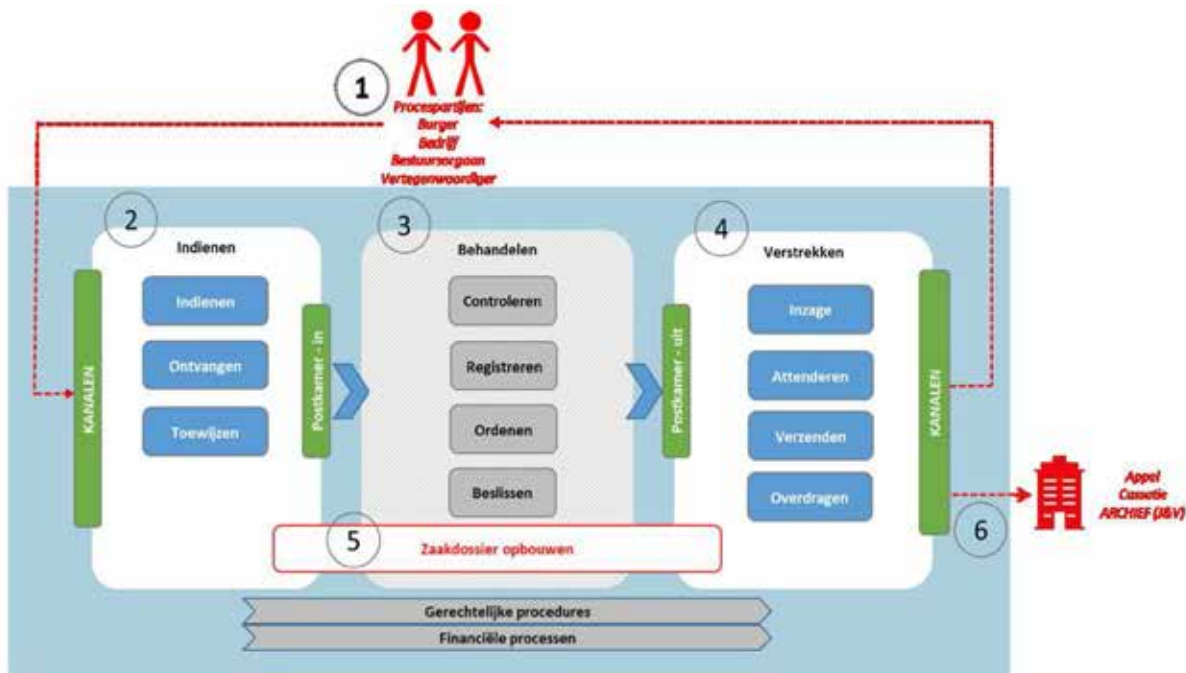 1
Procespartijen:
Burger
Bedrijf
Bestuursorgaan
Vertegenwoordiger
2
Indienen
KANALEN
Indienen
Ontvangen
Toewijzen
Postkamer - in
3
Behandelen
Controleren
Registreren
Ordenen
Beslissen
4
Verstrekken
Postkamer - uit
Inzage
Attenderen
Verzenden
Overdragen
KANALEN
5
Zaakdossier opbouwen
6
Appel
Cassatie
ARCHIEF (J&V)
Gerechtelijke procedures
Financiële processen